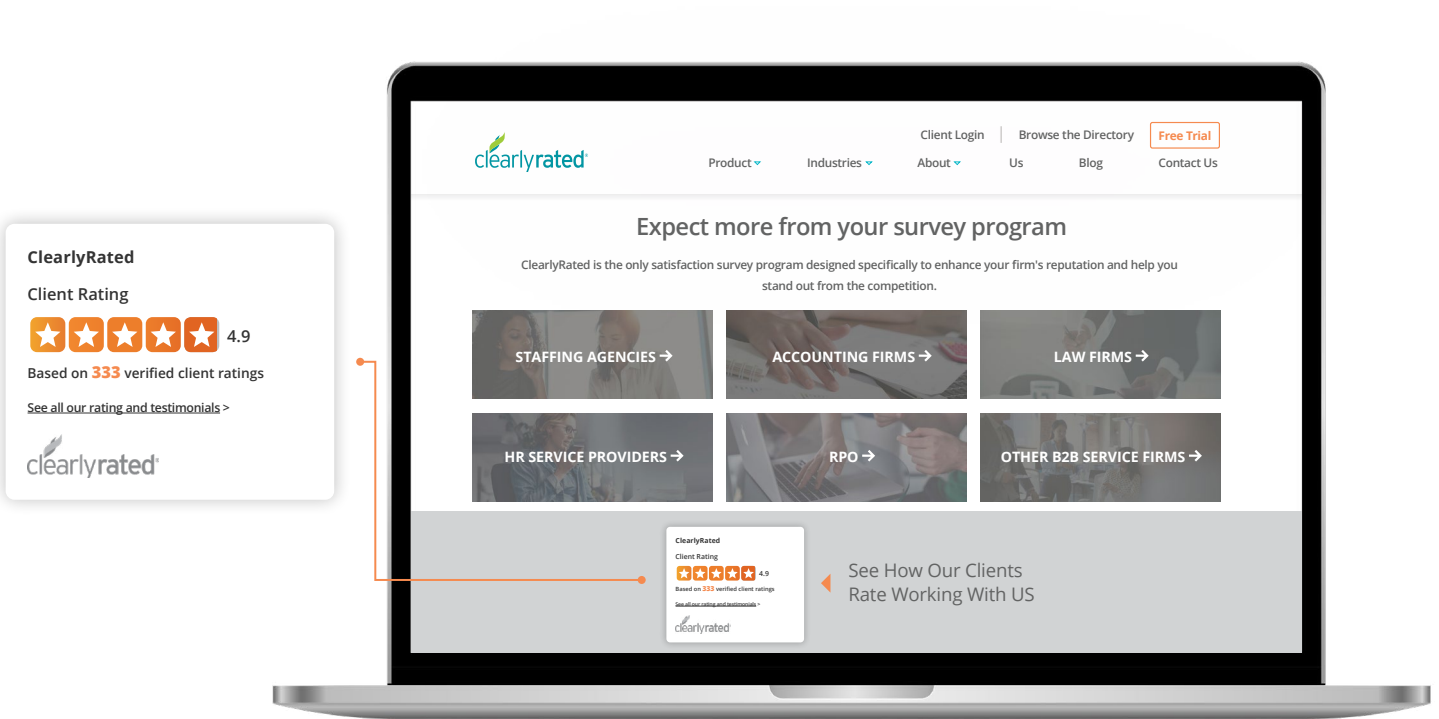 ClearlyRated
Client Rating
4.9
Based on 333 verified client ratings
See all our rating and testimonials >
clearlyrated®
clearlyrated®
Client Login
Browse the Directory
Free Trial
Product
Industries
About
Us
Blog
Contact Us
Expect more from your survey program
ClearlyRated is the only satisfaction survey program designed specifically to enhance your firm's reputation and help you
stand out from the competition.
STAFFING AGENCIES →
ACCOUNTING FIRMS →
LAW FIRMS →
HR SERVICE PROVIDERS →
RPO →
OTHER B2B SERVICE FIRMS →
ClearlyRated
Client Rating
4.9
Based on 333 verified client ratings
See all our rating and testimonials >
clearlyrated®
See How Our Clients
Rate Working With US